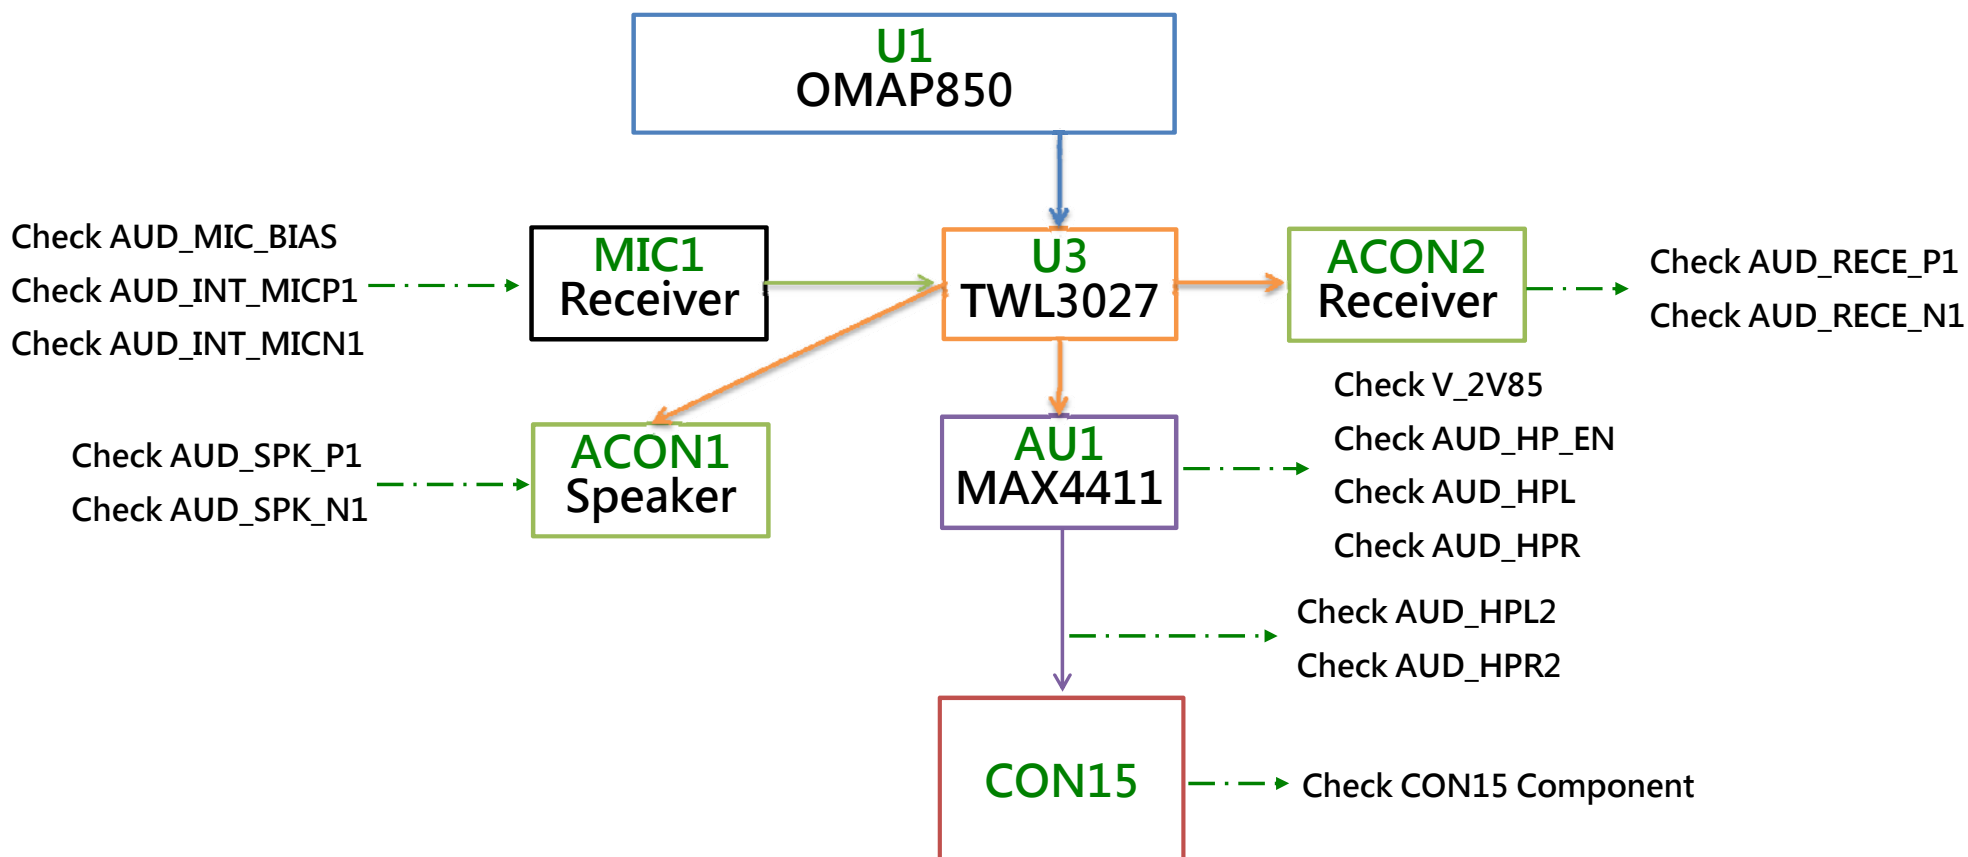 U1
OMAP850
Check AUD_MIC_BIAS
Check AUD_INT_MICP1
Check AUD_INT_MICN1
MIC1
Receiver
U3
TWL3027
ACON2
Receiver
Check AUD_RECE_P1
Check AUD_RECE_N1
Check AUD_SPK_P1
Check AUD_SPK_N1
ACON1
Speaker
AU1
MAX4411
Check V_2V85
Check AUD_HP_EN
Check AUD_HPL
Check AUD_HPR
Check AUD_HPL2
Check AUD_HPR2
CON15
Check CON15 Component